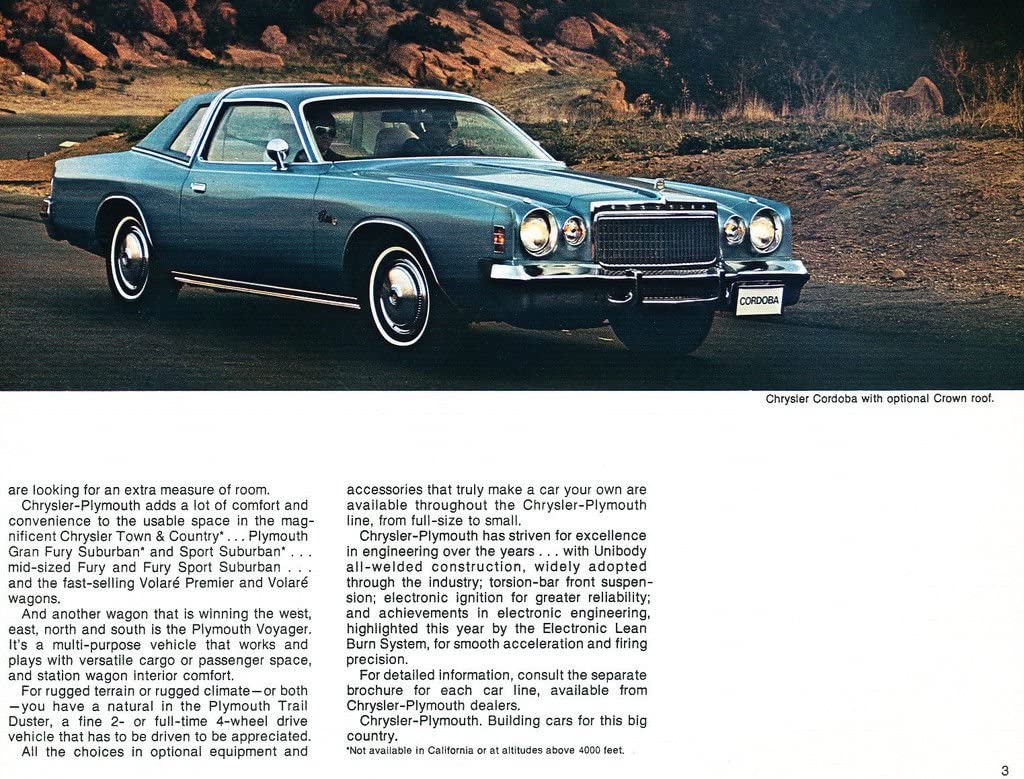 CORDOBA
Chrysler Cordoba with optional Crown roof.
are looking for an extra measure of room.
Chrysler-Plymouth adds a lot of comfort and
convenience to the usable space in the mag-
nificent Chrysler Town & Country* . . . Plymouth
Gran Fury Suburban* and Sport Suburban* . . .
mid-sized Fury and Fury Sport Suburban . . .
and the fast-selling Volaré Premier and Volaré
wagons.
And another wagon that is winning the west,
east, north and south is the Plymouth Voyager.
It's a multi-purpose vehicle that works and
plays with versatile cargo or passenger space,
and station wagon interior comfort.
For rugged terrain or rugged climate—or both
—you have a natural in the Plymouth Trail
Duster, a fine 2- or full-time 4-wheel drive
vehicle that has to be driven to be appreciated.
All the choices in optional equipment and
accessories that truly make a car your own are
available throughout the Chrysler-Plymouth
line, from full-size to small.
Chrysler-Plymouth has striven for excellence
in engineering over the years . . . with Unibody
all-welded construction, widely adopted
through the industry; torsion-bar front suspen-
sion; electronic ignition for greater reliability;
and achievements in electronic engineering,
highlighted this year by the Electronic Lean
Burn System, for smooth acceleration and firing
precision.
For detailed information, consult the separate
brochure for each car line, available from
Chrysler-Plymouth dealers.
Chrysler-Plymouth. Building cars for this big
country.
*Not available in California or at altitudes above 4000 feet.
3